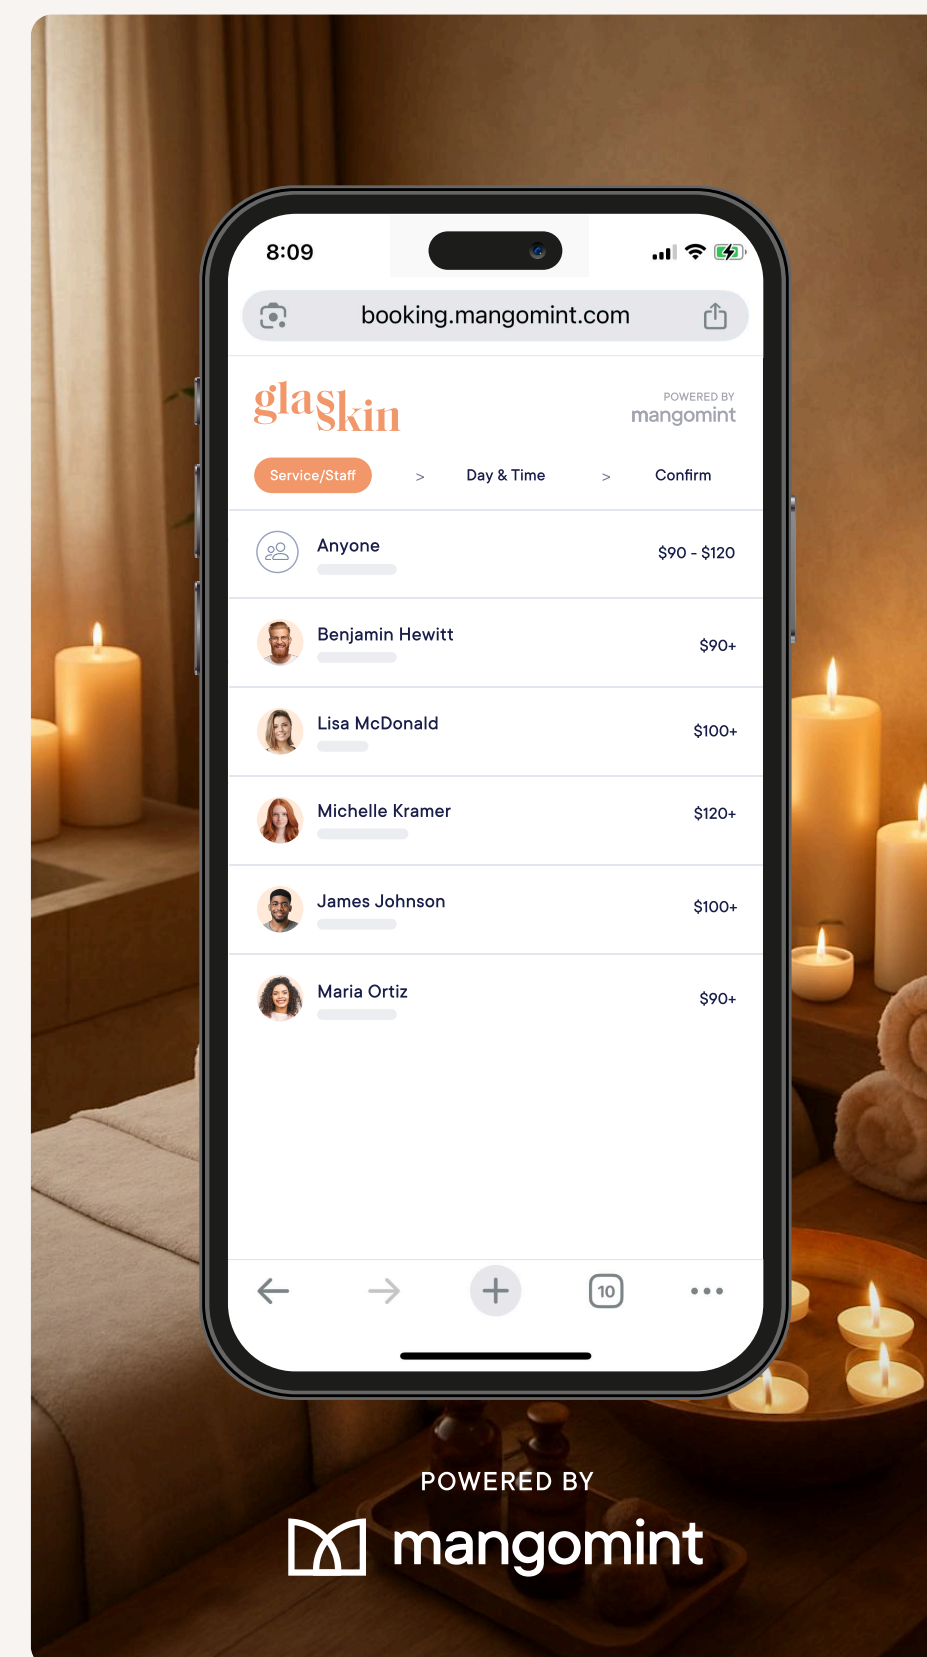 8:09
booking.mangomint.com
glasskin
POWERED BY
mangomint
Service/Staff > Day & Time > Confirm
Anyone
$90 - $120
Benjamin Hewitt
$90+
Lisa McDonald
$100+
Michelle Kramer
$120+
James Johnson
$100+
Maria Ortiz
$90+
10
POWERED BY
mangomint